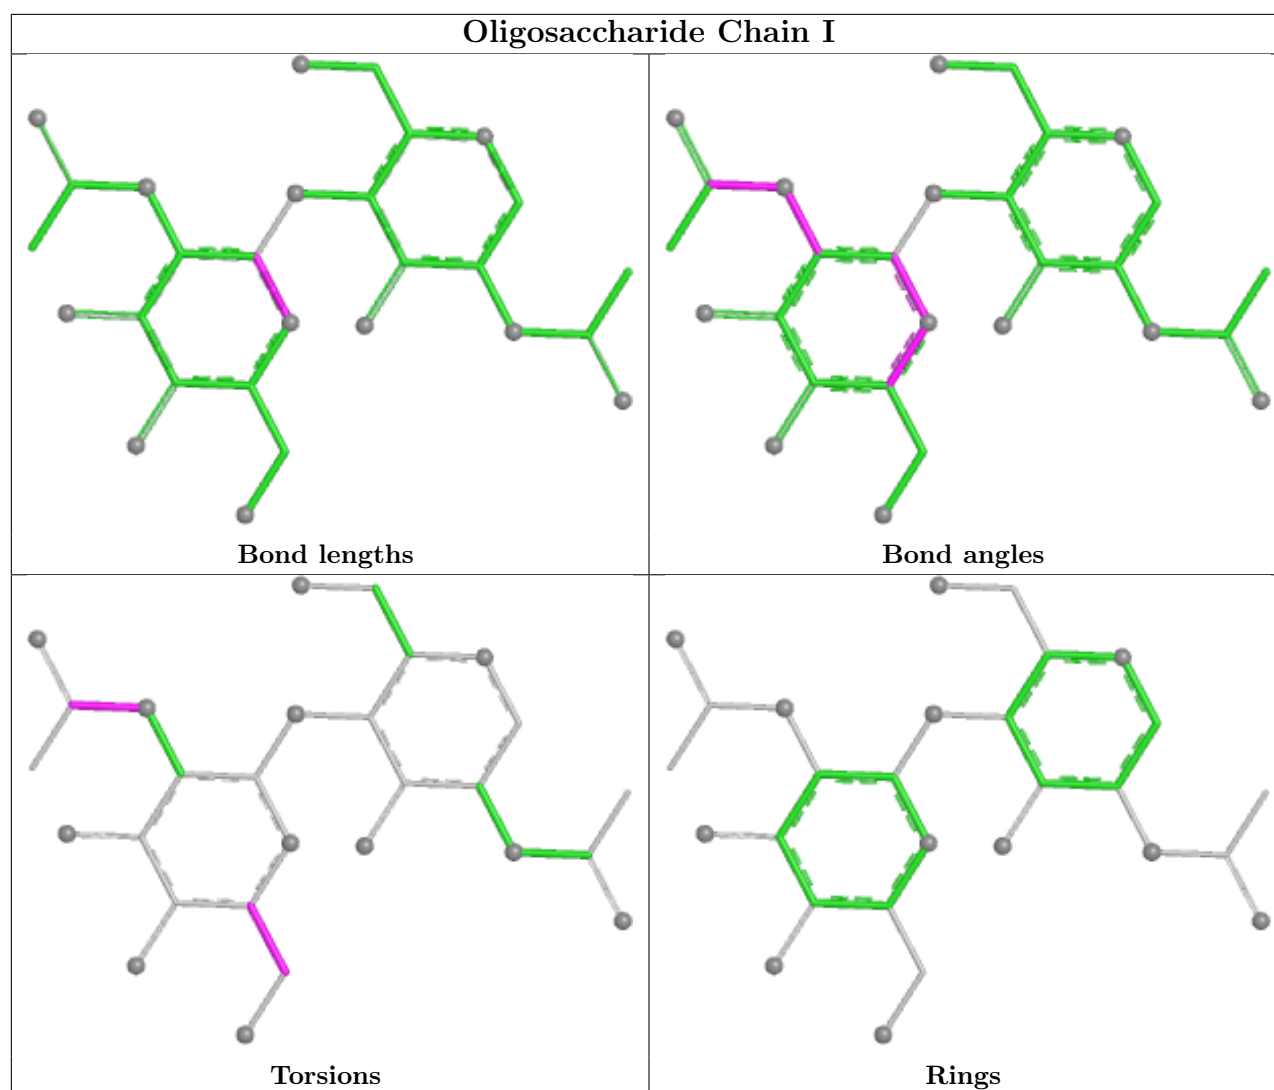 Oligosaccharide Chain I
Bond lengths
Bond angles
Torsions
Rings